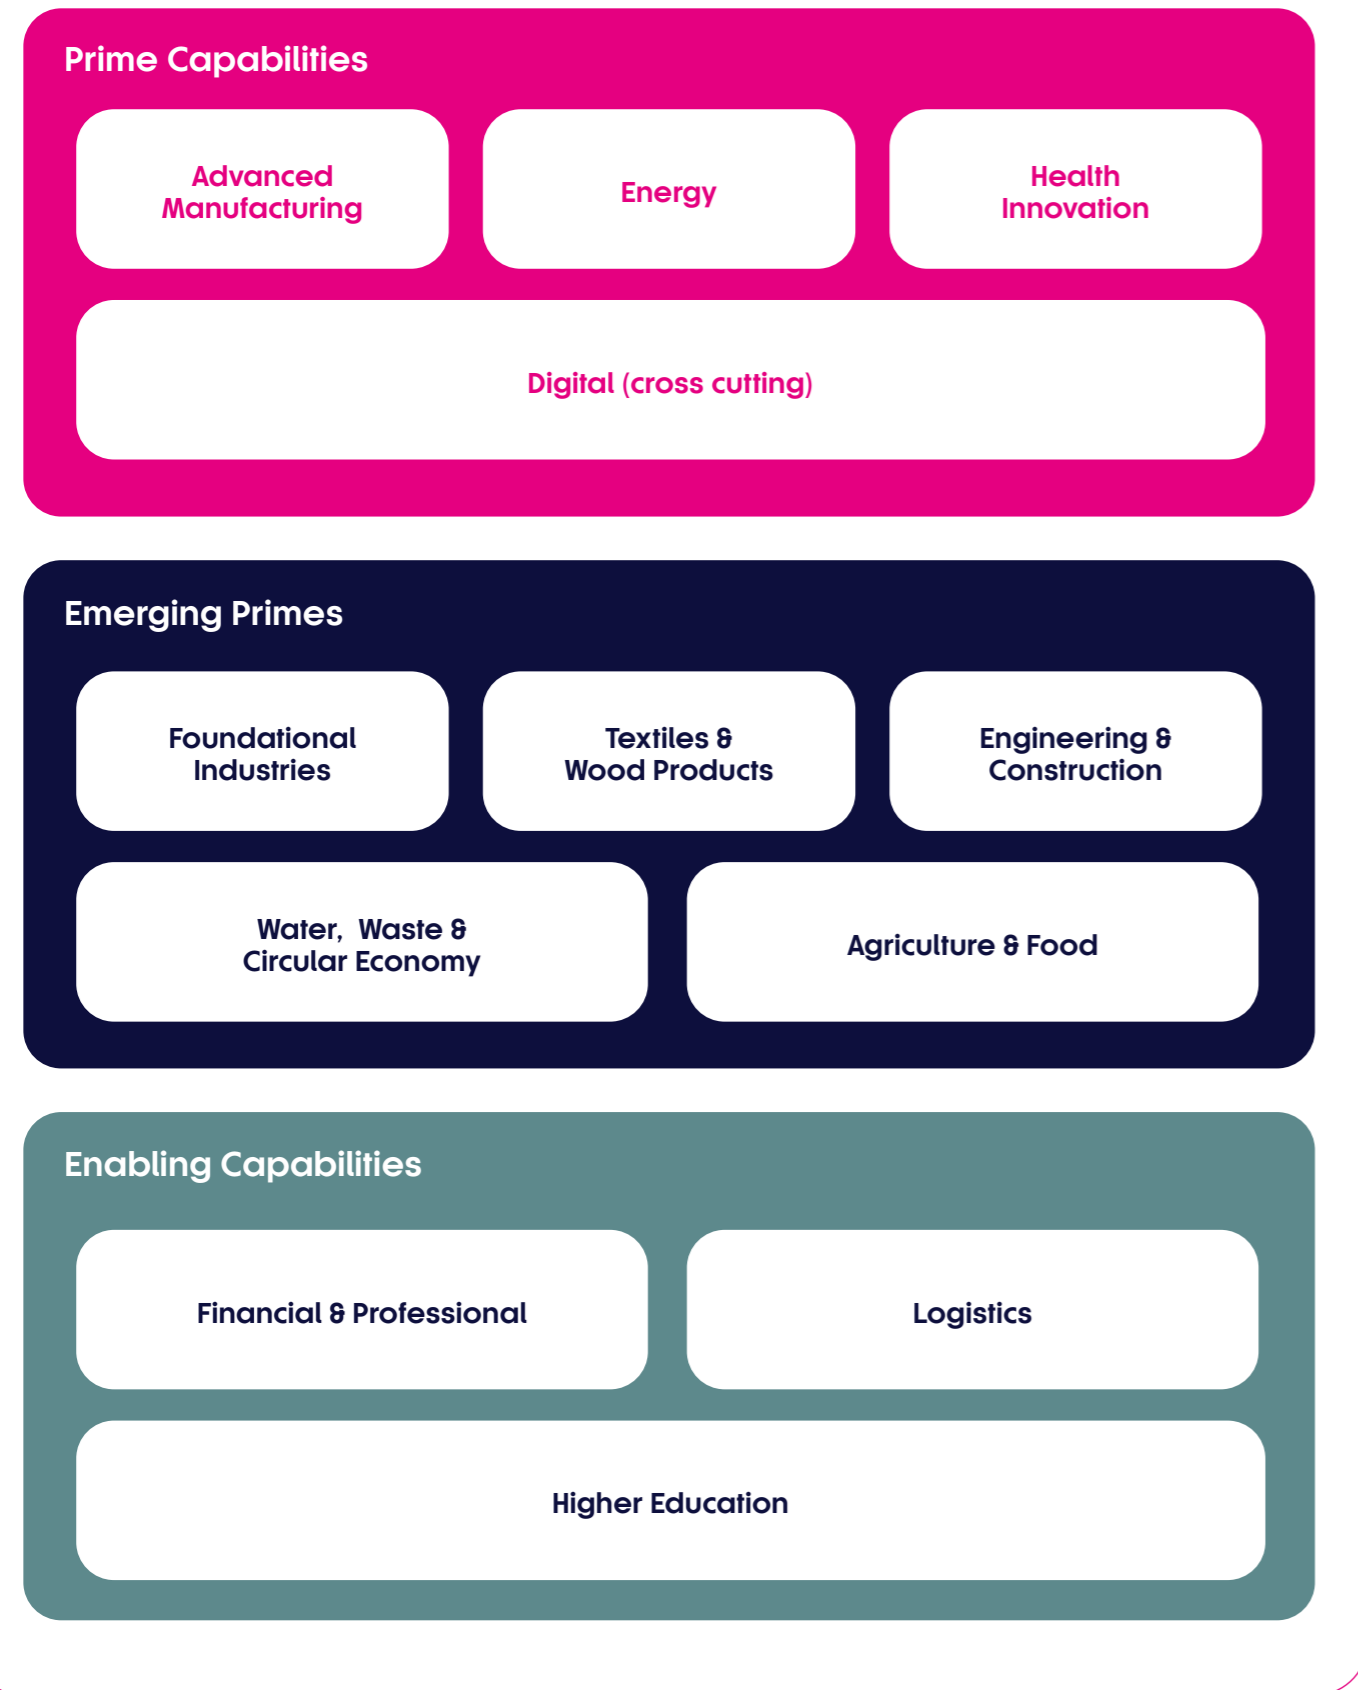 Prime Capabilities
Advanced
Manufacturing
Energy
Health
Innovation
Digital (cross cutting)
Emerging Primes
Foundational
Industries
Textiles &
Wood Products
Engineering &
Construction
Water,  Waste &
Circular Economy
Agriculture & Food
Enabling Capabilities
Financial & Professional
Logistics
Higher Education